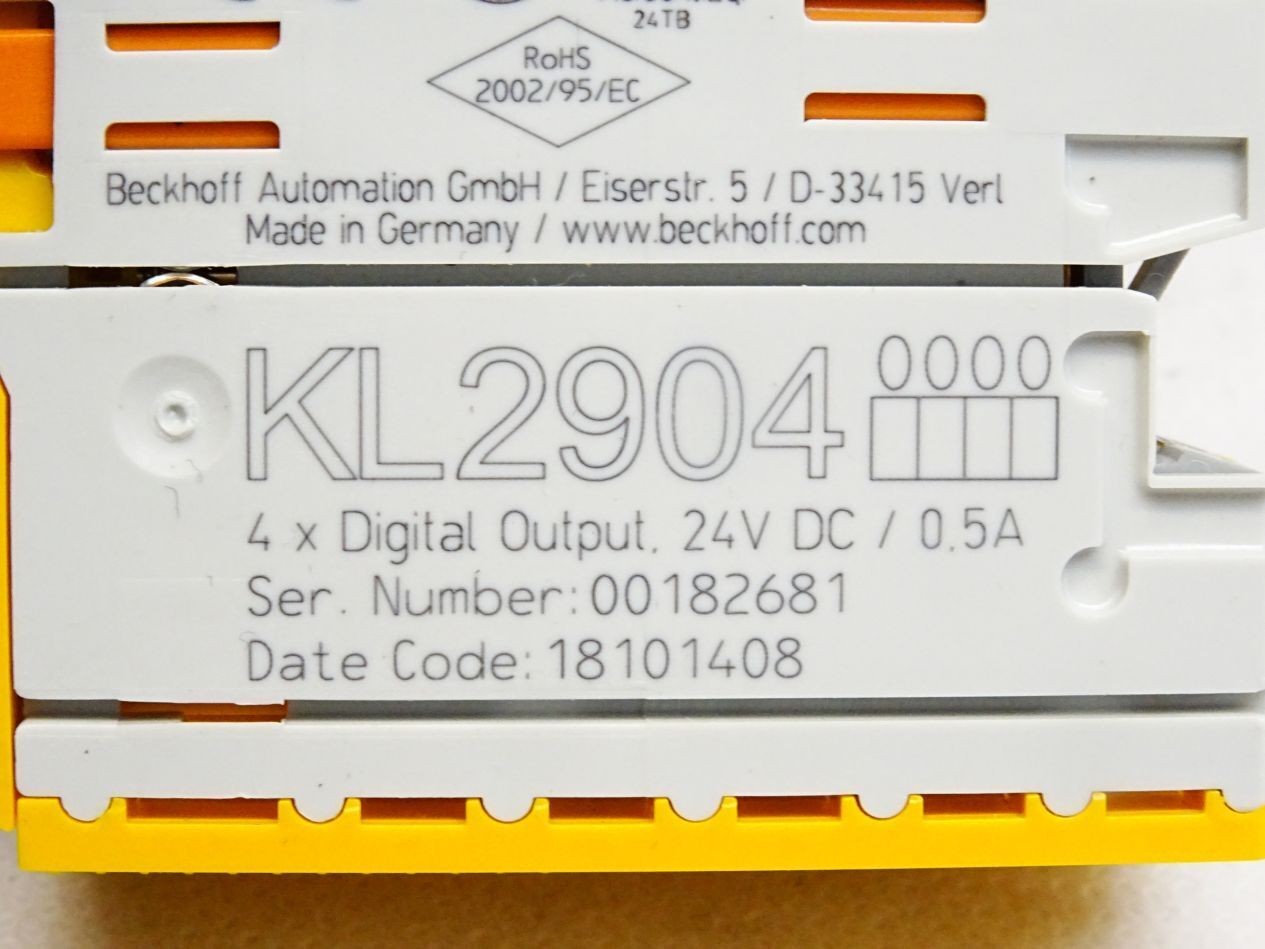 24TB
RoHS
2002/95/EC
Beckhoff Automation GmbH / Eiserstr. 5 / D-33415 Verl
Made in Germany / www.beckhoff.com
KL2904 0000
4 x Digital Output, 24V DC / 0,5A
Ser. Number: 00182681
Date Code: 18101408